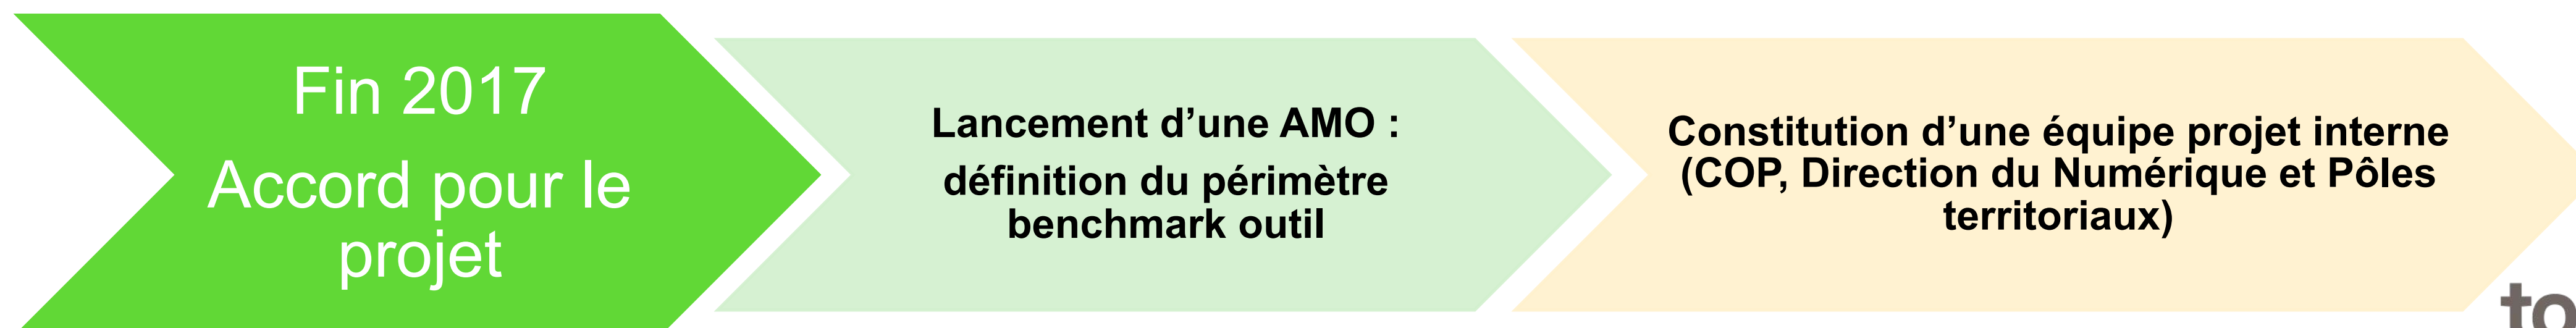 Fin 2017
Accord pour le
projet
Lancement d’une AMO :
définition du périmètre
benchmark outil
Constitution d’une équipe projet interne
(COP, Direction du Numérique et Pôles
territoriaux)